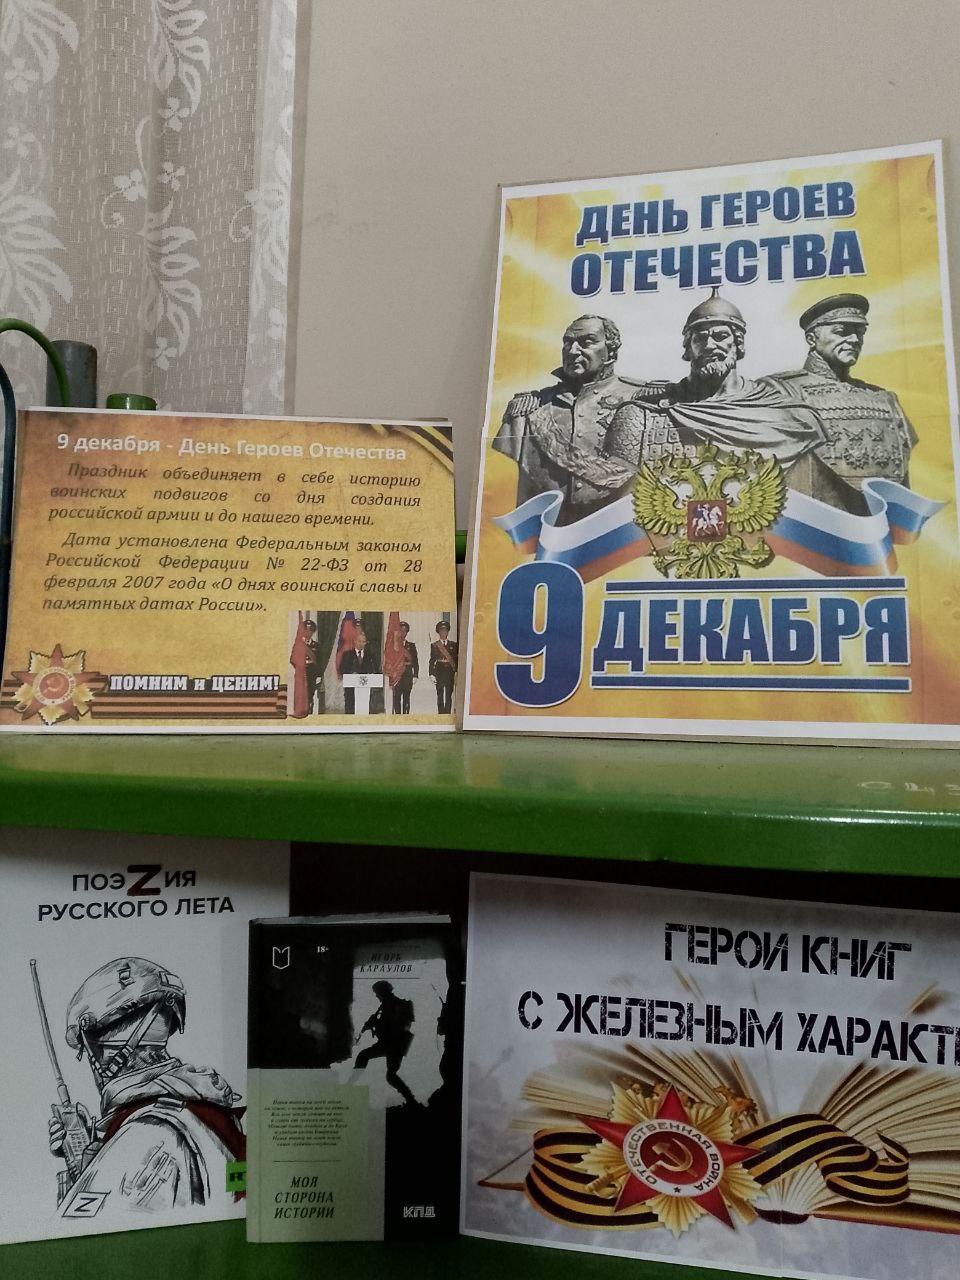 ДЕНЬ ГЕРОЕВ
ОТЕЧЕСТВА
9 ДЕКАБРЯ
9 декабря - День Героев Отечества
Праздник объединяет в себе историю
воинских подвигов со дня создания
российской армии и до нашего времени.
Дата установлена Федеральным законом
Российской Федерации № 22-ФЗ от 28
февраля 2007 года «О днях воинской славы и
памятных датах России».
ПОМНИМ и ЦЕНИМ!
ПОЭZИЯ
РУССКОГО ЛЕТА
Z
18+
ИГОРЬ
КАРАУЛОВ
МОЯ
СТОРОНА
ИСТОРИИ
КПД
ГЕРОИ КНИГ
С ЖЕЛЕЗНЫМ ХАРАКТ
ОТЕЧЕСТВЕННАЯ ВОЙНА